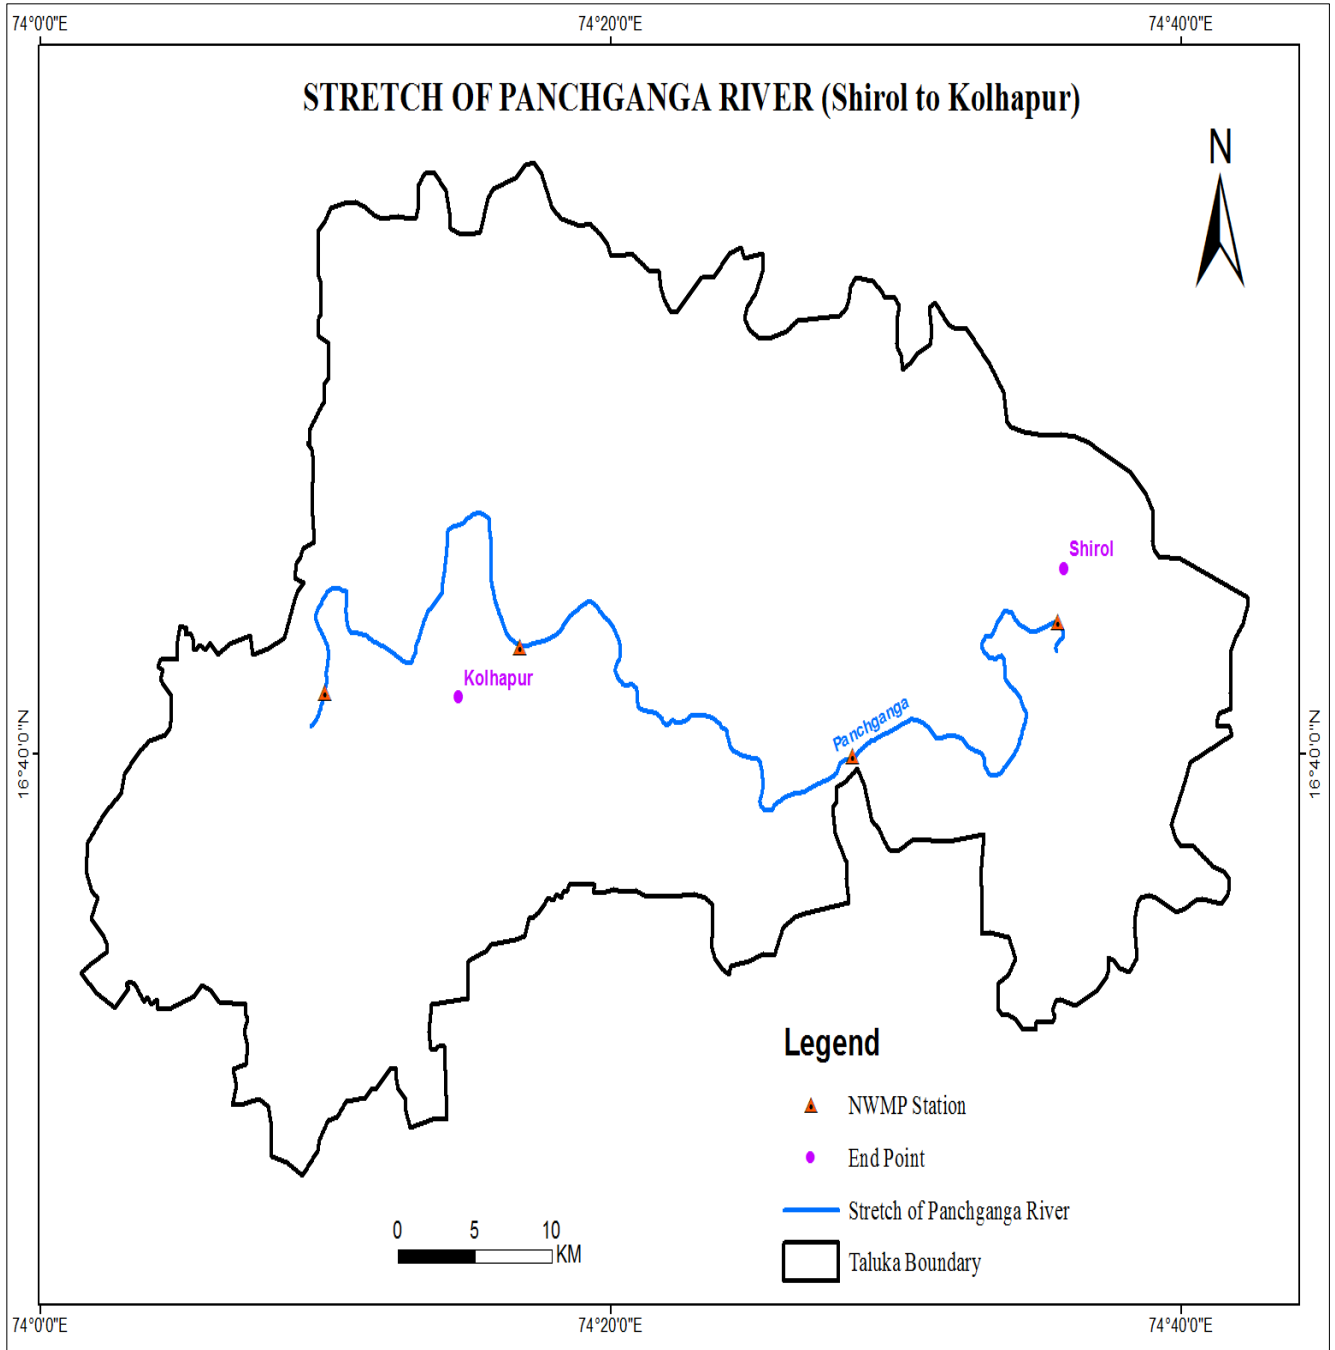 74°0'0"E 74°20'0"E 74°40'0"E
STRETCH OF PANCHGANGA RIVER (Shirol to Kolhapur)
N
Shirol
Kolhapur
Panchganga
16°40'0"N 16°40'0"N
Legend
NWMP Station
End Point
Stretch of Panchganga River
Taluka Boundary
0 5 10
KM
74°0'0"E 74°20'0"E 74°40'0"E